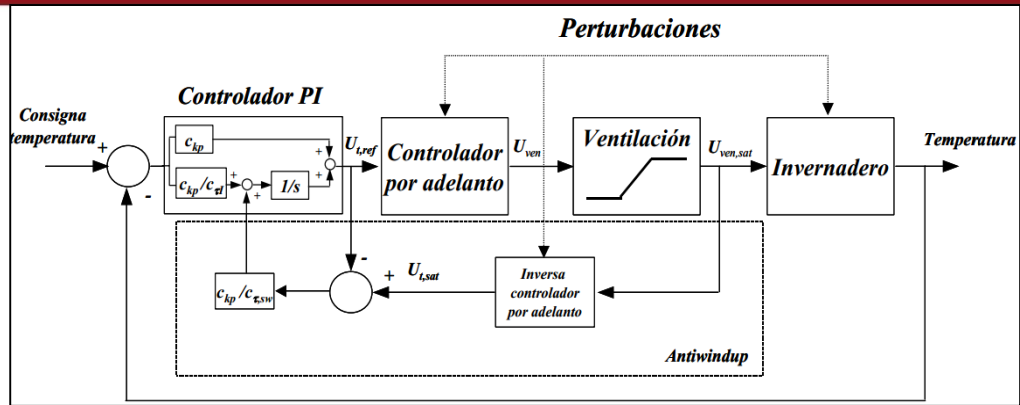 Perturbaciones
Controlador PI
Consigna
temperatura
+
-
c_kp
c_kp/c_τI
+
+
1/s
+
+
U_t,ref
Controlador
por adelanto
U_ven
Ventilación
U_ven,sat
Invernadero
Temperatura
c_kp/c_τ,sw
-
+
U_t,sat
Inversa
controlador
por adelanto
Antiwindup